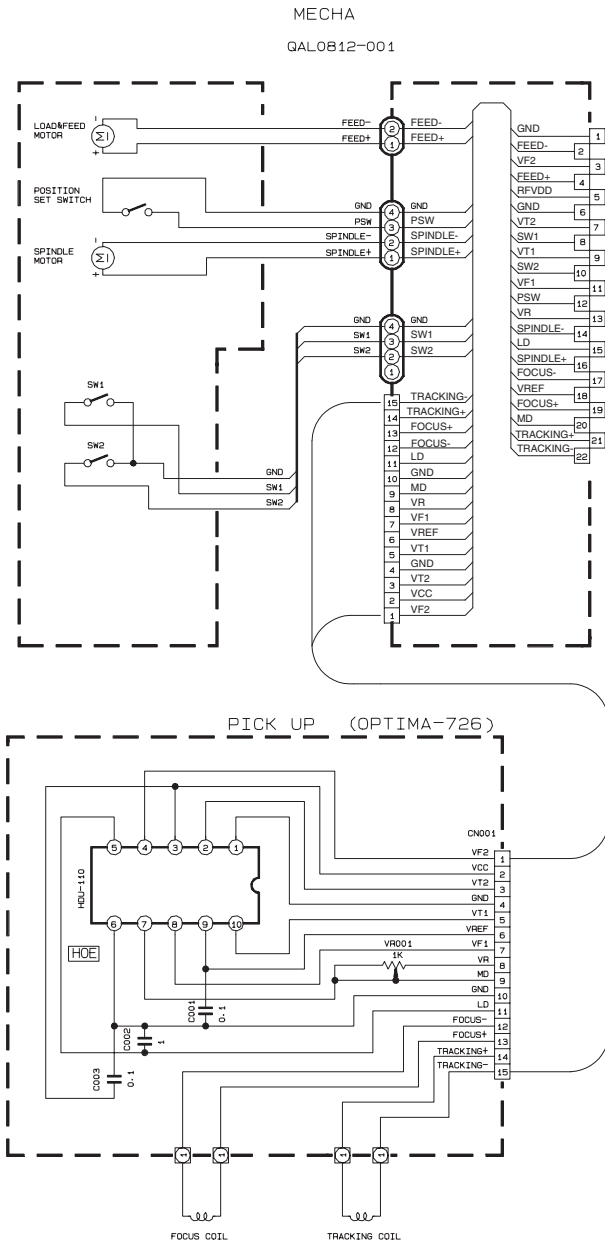 MECHA
QAL0812-001
LOAD&FEED
MOTOR
- M +
FEED- 2 FEED-
FEED+ 1 FEED+
POSITION
SET SWITCH
GND 4 GND
PSW 3 PSW
SPINDLE- 2 SPINDLE-
SPINDLE+ 1 SPINDLE+
SPINDLE
MOTOR
- M +
GND 4 GND
SW1 3 SW1
SW2 2 SW2
1
SW1
SW2
GND
SW1
SW2
15 TRACKING-
14 TRACKING+
13 FOCUS+
12 FOCUS-
11 LD
10 GND
9 MD
8 VR
7 VF1
6 VREF
5 VT1
4 GND
3 VT2
2 VCC
1 VF2
GND 1
FEED- 2
VF2 3
FEED+ 4
RFVDD 5
GND 6
VT2 7
SW1 8
VT1 9
SW2 10
VF1 11
PSW 12
VR 13
SPINDLE- 14
LD 15
SPINDLE+ 16
FOCUS- 17
VREF 18
FOCUS+ 19
MD 20
TRACKING+ 21
TRACKING- 22
PICK UP (OPTIMA-726)
CN001
5 4 3 2 1
HDU-110
6 7 8 9 10
HOE
VR001
1K
C001
0.1
C002
1
C003
0.1
VF2 1
VCC 2
VT2 3
GND 4
VT1 5
VREF 6
VF1 7
VR 8
MD 9
GND 10
LD 11
FOCUS- 12
FOCUS+ 13
TRACKING+ 14
TRACKING- 15
1 1 1 1
FOCUS COIL
TRACKING COIL